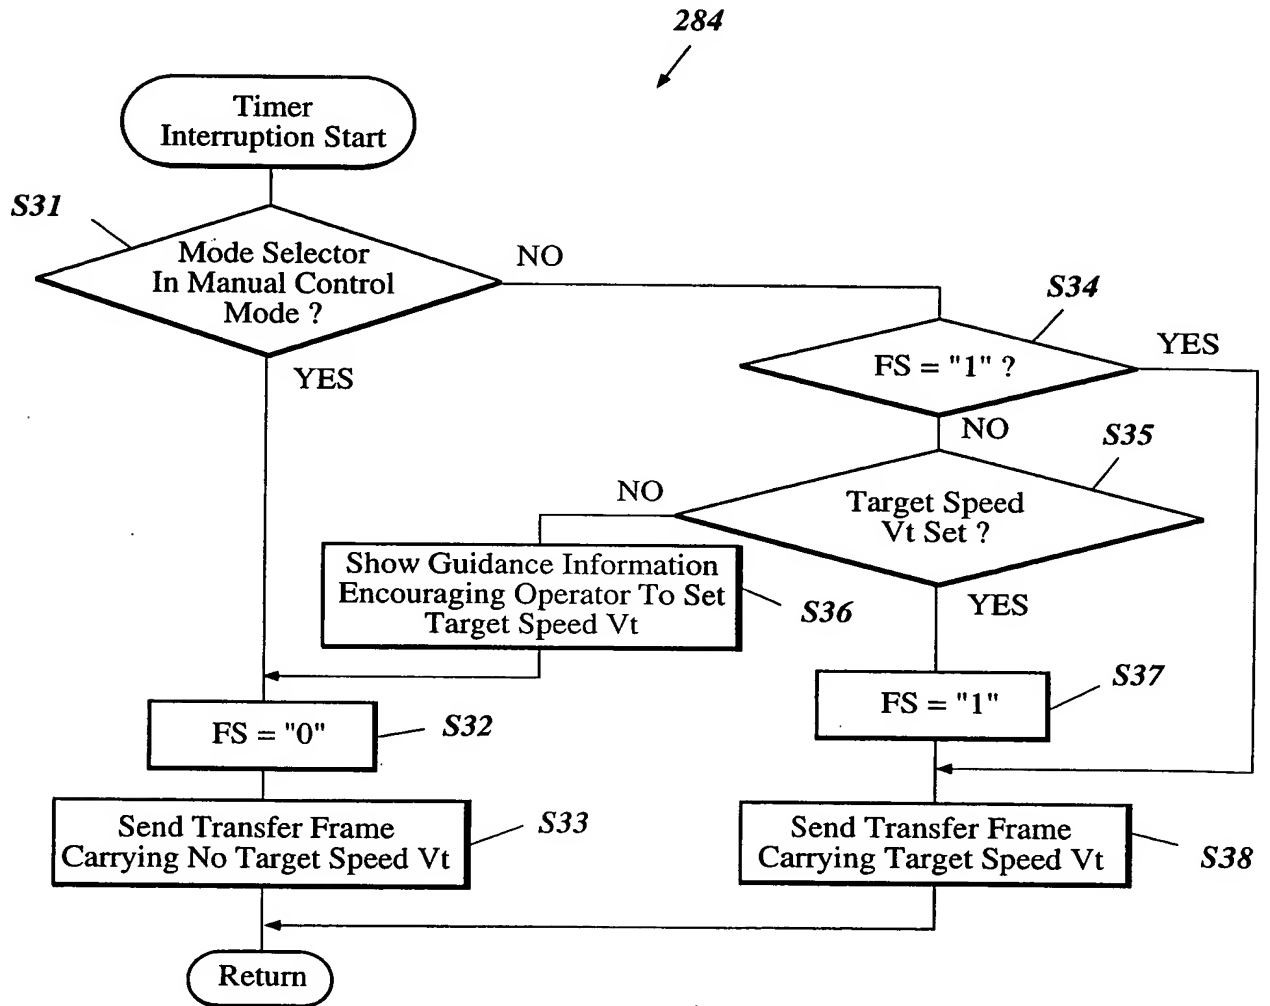 284
Timer
Interruption Start
S31
Mode Selector
In Manual Control
Mode ?
NO
YES
S34
FS = "1" ?
YES
NO
S35
Target Speed
Vt Set ?
NO
YES
Show Guidance Information
Encouraging Operator To Set
Target Speed Vt
S36
FS = "1"
S37
FS = "0"
S32
Send Transfer Frame
Carrying No Target Speed Vt
S33
Send Transfer Frame
Carrying Target Speed Vt
S38
Return